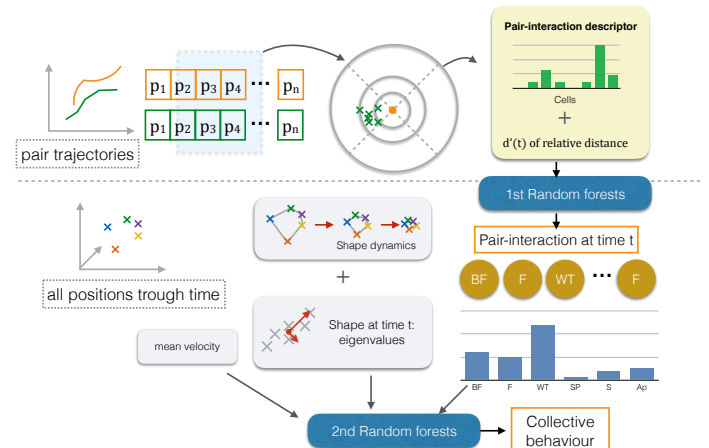 Pair-interaction descriptor
Cells
+
d'(t) of relative distance
p1 p2 p3 p4 ... pn
p1 p2 p3 p4 ... pn
pair trajectories
1st Random forests
Pair-interaction at time t
BF F WT ... F
Shape dynamics
+
all positions trough time
Shape at time t:
eigenvalues
mean velocity
BF F WT SP S Ap
2nd Random forests
Collective
behaviour